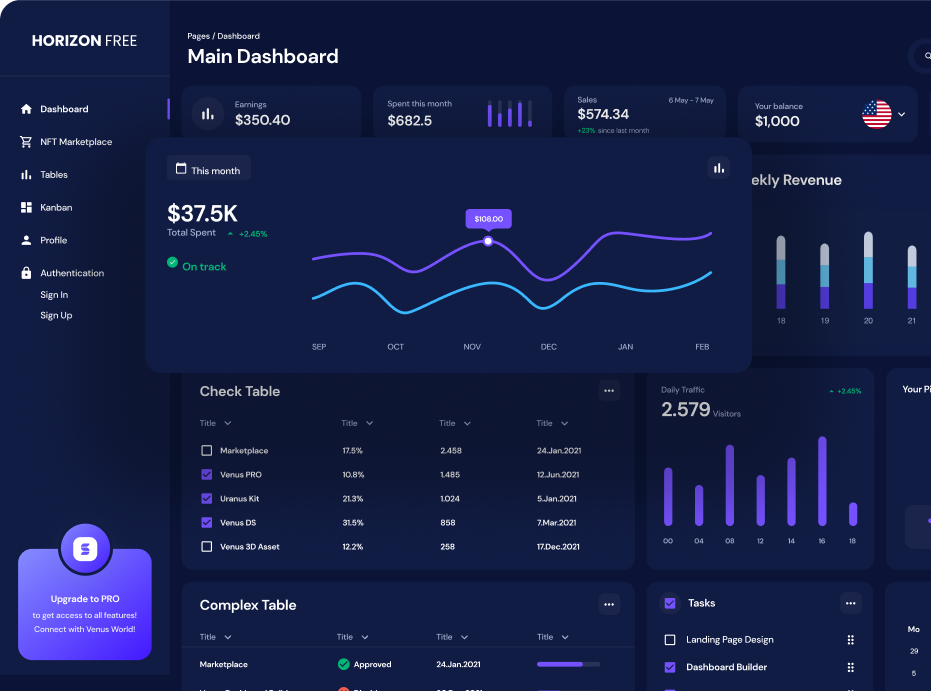 HORIZON FREE
Dashboard
NFT Marketplace
Tables
Kanban
Profile
Authentication
Sign In
Sign Up
Upgrade to PRO
to get access to all features!
Connect with Venus World!
Pages / Dashboard
Main Dashboard
Earnings
$350.40
Spent this month
$682.5
Sales
6 May - 7 May
$574.34
+23% since last month
Your balance
$1,000
This month
$37.5K
Total Spent +2.45%
On track
$108.00
SEP OCT NOV DEC JAN FEB
ekly Revenue
18 19 20 21
Check Table
Title Title Title Title
Marketplace 17.5% 2.458 24.Jan.2021
Venus PRO 10.8% 1.485 12.Jun.2021
Uranus Kit 21.3% 1.024 5.Jan.2021
Venus DS 31.5% 858 7.Mar.2021
Venus 3D Asset 12.2% 258 17.Dec.2021
Daily Traffic
+2.45%
2.579 Visitors
00 04 08 12 14 16 18
Your Pi
Complex Table
Title Title Title Title
Marketplace Approved 24.Jan.2021
Tasks
Landing Page Design
Dashboard Builder
Mo
29
5